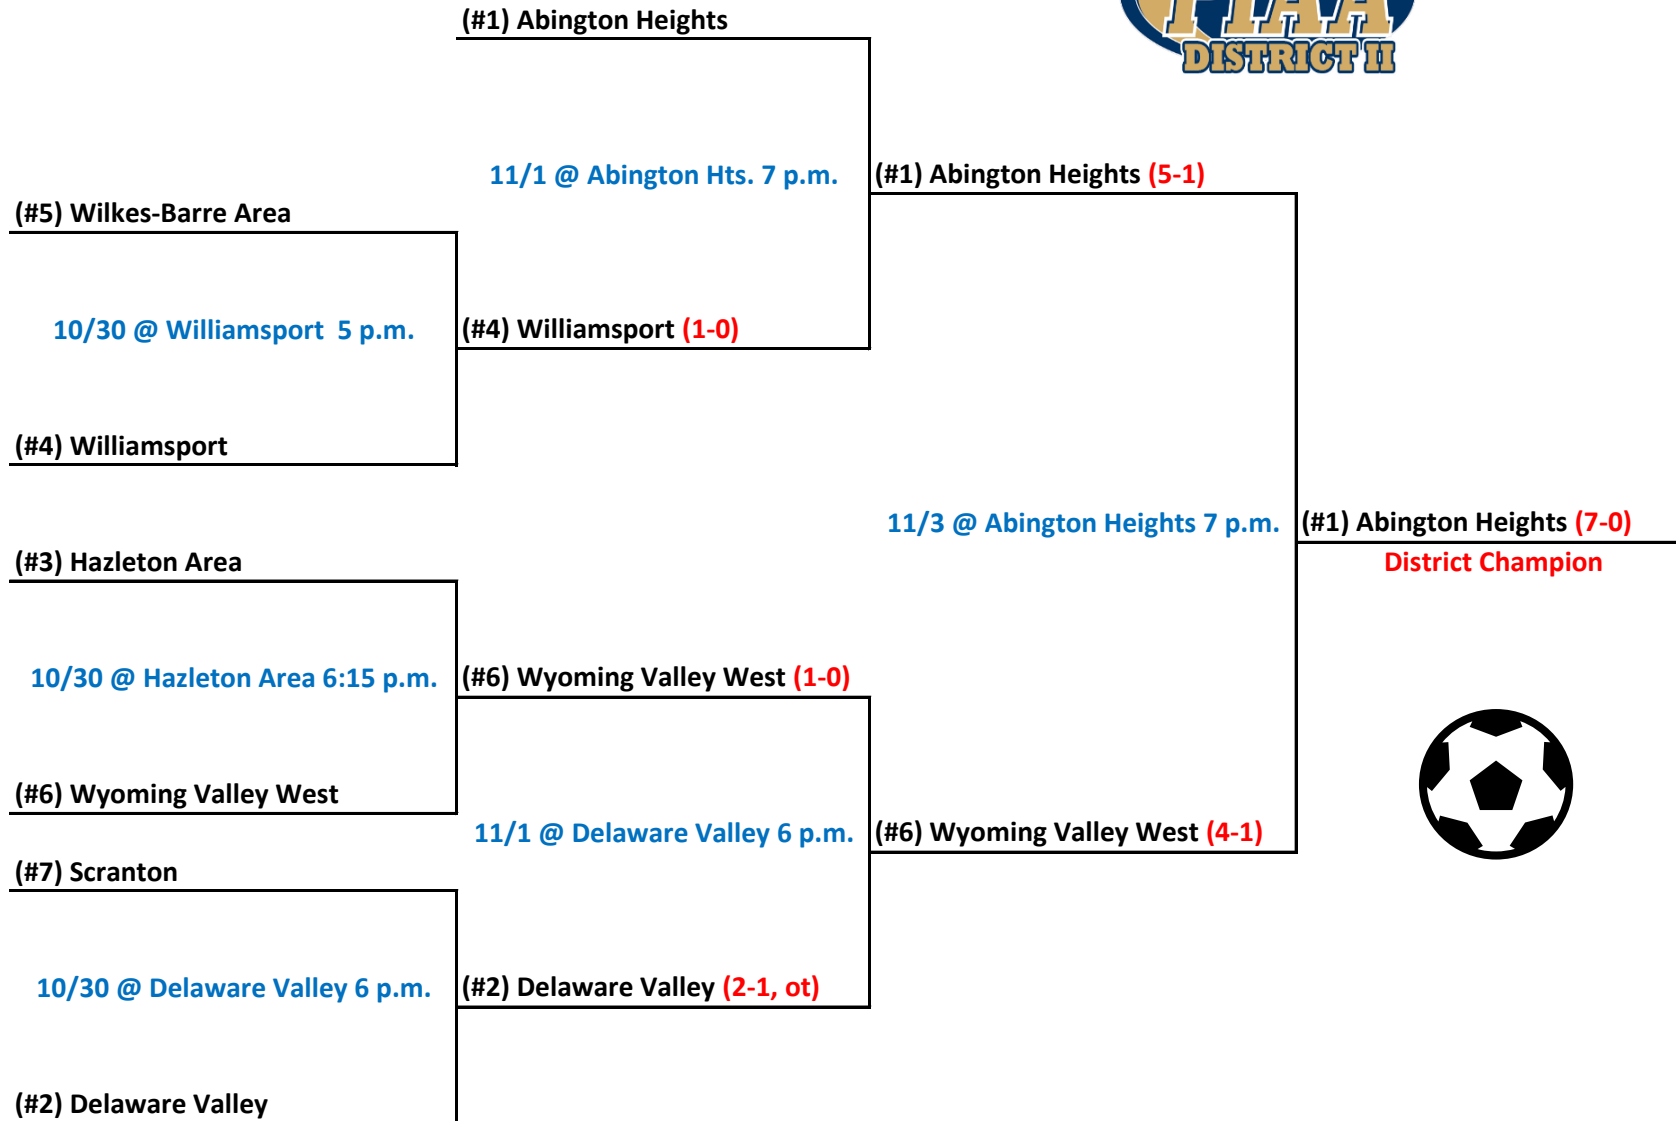 (#1) Abington Heights
PIAA
DISTRICT II
11/1 @ Abington Hts. 7 p.m.
(#1) Abington Heights (5-1)
(#5) Wilkes-Barre Area
10/30 @ Williamsport  5 p.m.
(#4) Williamsport (1-0)
(#4) Williamsport
11/3 @ Abington Heights 7 p.m.
(#1) Abington Heights (7-0)
District Champion
(#3) Hazleton Area
10/30 @ Hazleton Area 6:15 p.m.
(#6) Wyoming Valley West (1-0)
(#6) Wyoming Valley West
11/1 @ Delaware Valley 6 p.m.
(#6) Wyoming Valley West (4-1)
(#7) Scranton
10/30 @ Delaware Valley 6 p.m.
(#2) Delaware Valley (2-1, ot)
(#2) Delaware Valley